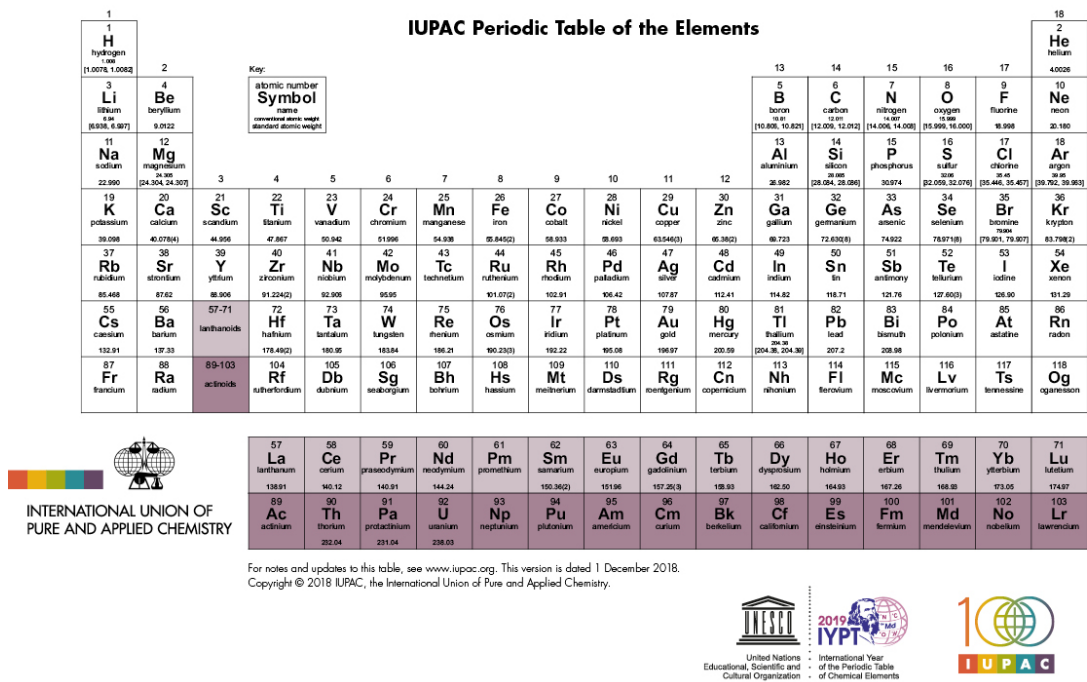 IUPAC Periodic Table of the Elements
1 18
1 2
H He
hydrogen helium
1.008
[1.0078, 1.0082] 2 Key: 13 14 15 16 17 4.0026
3 4 atomic number 5 6 7 8 9 10
Li Be Symbol B C N O F Ne
lithium beryllium name boron carbon nitrogen oxygen fluorine neon
6.94 conventional atomic weight 10.81 12.011 14.007 15.999
[6.938, 6.997] 9.0122 standard atomic weight [10.806, 10.821] [12.009, 12.012] [14.006, 14.008] [15.999, 16.000] 18.998 20.180
11 12 13 14 15 16 17 18
Na Mg Al Si P S Cl Ar
sodium magnesium aluminium silicon phosphorus sulfur chlorine argon
24.305 28.085 32.06 35.45 39.95
22.990 [24.304, 24.307] 3 4 5 6 7 8 9 10 11 12 26.982 [28.084, 28.086] 30.974 [32.059, 32.076] [35.446, 35.457] [39.792, 39.963]
19 20 21 22 23 24 25 26 27 28 29 30 31 32 33 34 35 36
K Ca Sc Ti V Cr Mn Fe Co Ni Cu Zn Ga Ge As Se Br Kr
potassium calcium scandium titanium vanadium chromium manganese iron cobalt nickel copper zinc gallium germanium arsenic selenium bromine krypton
79.904
39.098 40.078(4) 44.956 47.867 50.942 51.996 54.938 55.845(2) 58.933 58.693 63.546(3) 65.38(2) 69.723 72.630(8) 74.922 78.971(8) [79.901, 79.907] 83.798(2)
37 38 39 40 41 42 43 44 45 46 47 48 49 50 51 52 53 54
Rb Sr Y Zr Nb Mo Tc Ru Rh Pd Ag Cd In Sn Sb Te I Xe
rubidium strontium yttrium zirconium niobium molybdenum technetium ruthenium rhodium palladium silver cadmium indium tin antimony tellurium iodine xenon
85.468 87.62 88.906 91.224(2) 92.906 95.95 101.07(2) 102.91 106.42 107.87 112.41 114.82 118.71 121.76 127.60(3) 126.90 131.29
55 56 57-71 72 73 74 75 76 77 78 79 80 81 82 83 84 85 86
Cs Ba Hf Ta W Re Os Ir Pt Au Hg Tl Pb Bi Po At Rn
caesium barium lanthanoids hafnium tantalum tungsten rhenium osmium iridium platinum gold mercury thallium lead bismuth polonium astatine radon
204.38
132.91 137.33 178.49(2) 180.95 183.84 186.21 190.23(3) 192.22 195.08 196.97 200.59 [204.38, 204.39] 207.2 208.98
87 88 89-103 104 105 106 107 108 109 110 111 112 113 114 115 116 117 118
Fr Ra Rf Db Sg Bh Hs Mt Ds Rg Cn Nh Fl Mc Lv Ts Og
francium radium actinoids rutherfordium dubnium seaborgium bohrium hassium meitnerium darmstadtium roentgenium copernicium nihonium flerovium moscovium livermorium tennessine oganesson
57 58 59 60 61 62 63 64 65 66 67 68 69 70 71
La Ce Pr Nd Pm Sm Eu Gd Tb Dy Ho Er Tm Yb Lu
lanthanum cerium praseodymium neodymium promethium samarium europium gadolinium terbium dysprosium holmium erbium thulium ytterbium lutetium
138.91 140.12 140.91 144.24 150.36(2) 151.96 157.25(3) 158.93 162.50 164.93 167.26 168.93 173.05 174.97
89 90 91 92 93 94 95 96 97 98 99 100 101 102 103
Ac Th Pa U Np Pu Am Cm Bk Cf Es Fm Md No Lr
actinium thorium protactinium uranium neptunium plutonium americium curium berkelium californium einsteinium fermium mendelevium nobelium lawrencium
232.04 231.04 238.03
INTERNATIONAL UNION OF
PURE AND APPLIED CHEMISTRY
For notes and updates to this table, see www.iupac.org. This version is dated 1 December 2018.
Copyright © 2018 IUPAC, the International Union of Pure and Applied Chemistry.
UNESCO
United Nations
Educational, Scientific and
Cultural Organization
2019
IYPT
Md
International Year
of the Periodic Table
of Chemical Elements
100
IUPAC